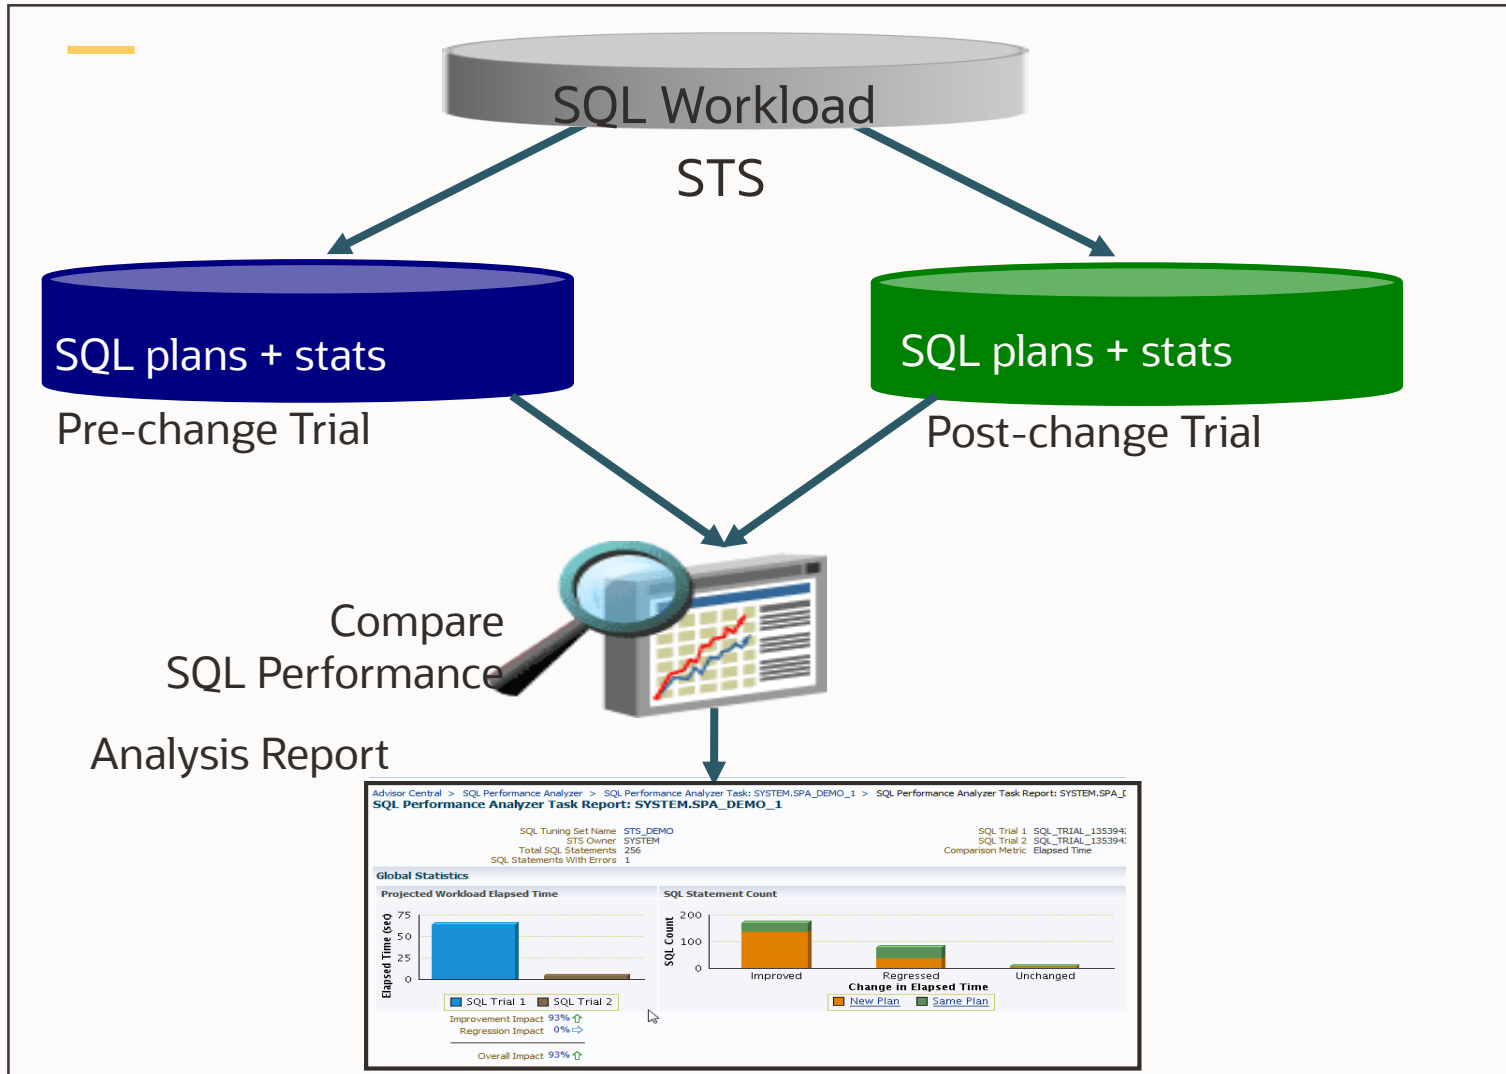 SQL Workload
STS
SQL plans + stats
SQL plans + stats
Pre-change Trial
Post-change Trial
Compare
SQL Performance
Analysis Report
Advisor Central > SQL Performance Analyzer > SQL Performance Analyzer Task: SYSTEM.SPA_DEMO_1 > SQL Performance Analyzer Task Report: SYSTEM.SPA_D
SQL Performance Analyzer Task Report: SYSTEM.SPA_DEMO_1
SQL Tuning Set Name STS_DEMO
STS Owner SYSTEM
Total SQL Statements 256
SQL Statements With Errors 1
SQL Trial 1 SQL_TRIAL_1353942
SQL Trial 2 SQL_TRIAL_1353942
Comparison Metric Elapsed Time
Global Statistics
Projected Workload Elapsed Time
Elapsed Time (sec)
75
50
25
0
SQL Trial 1 SQL Trial 2
Improvement Impact 93%
Regression Impact 0%
Overall Impact 93%
SQL Statement Count
SQL Count
200
100
0
Improved Regressed Unchanged
Change in Elapsed Time
New Plan Same Plan